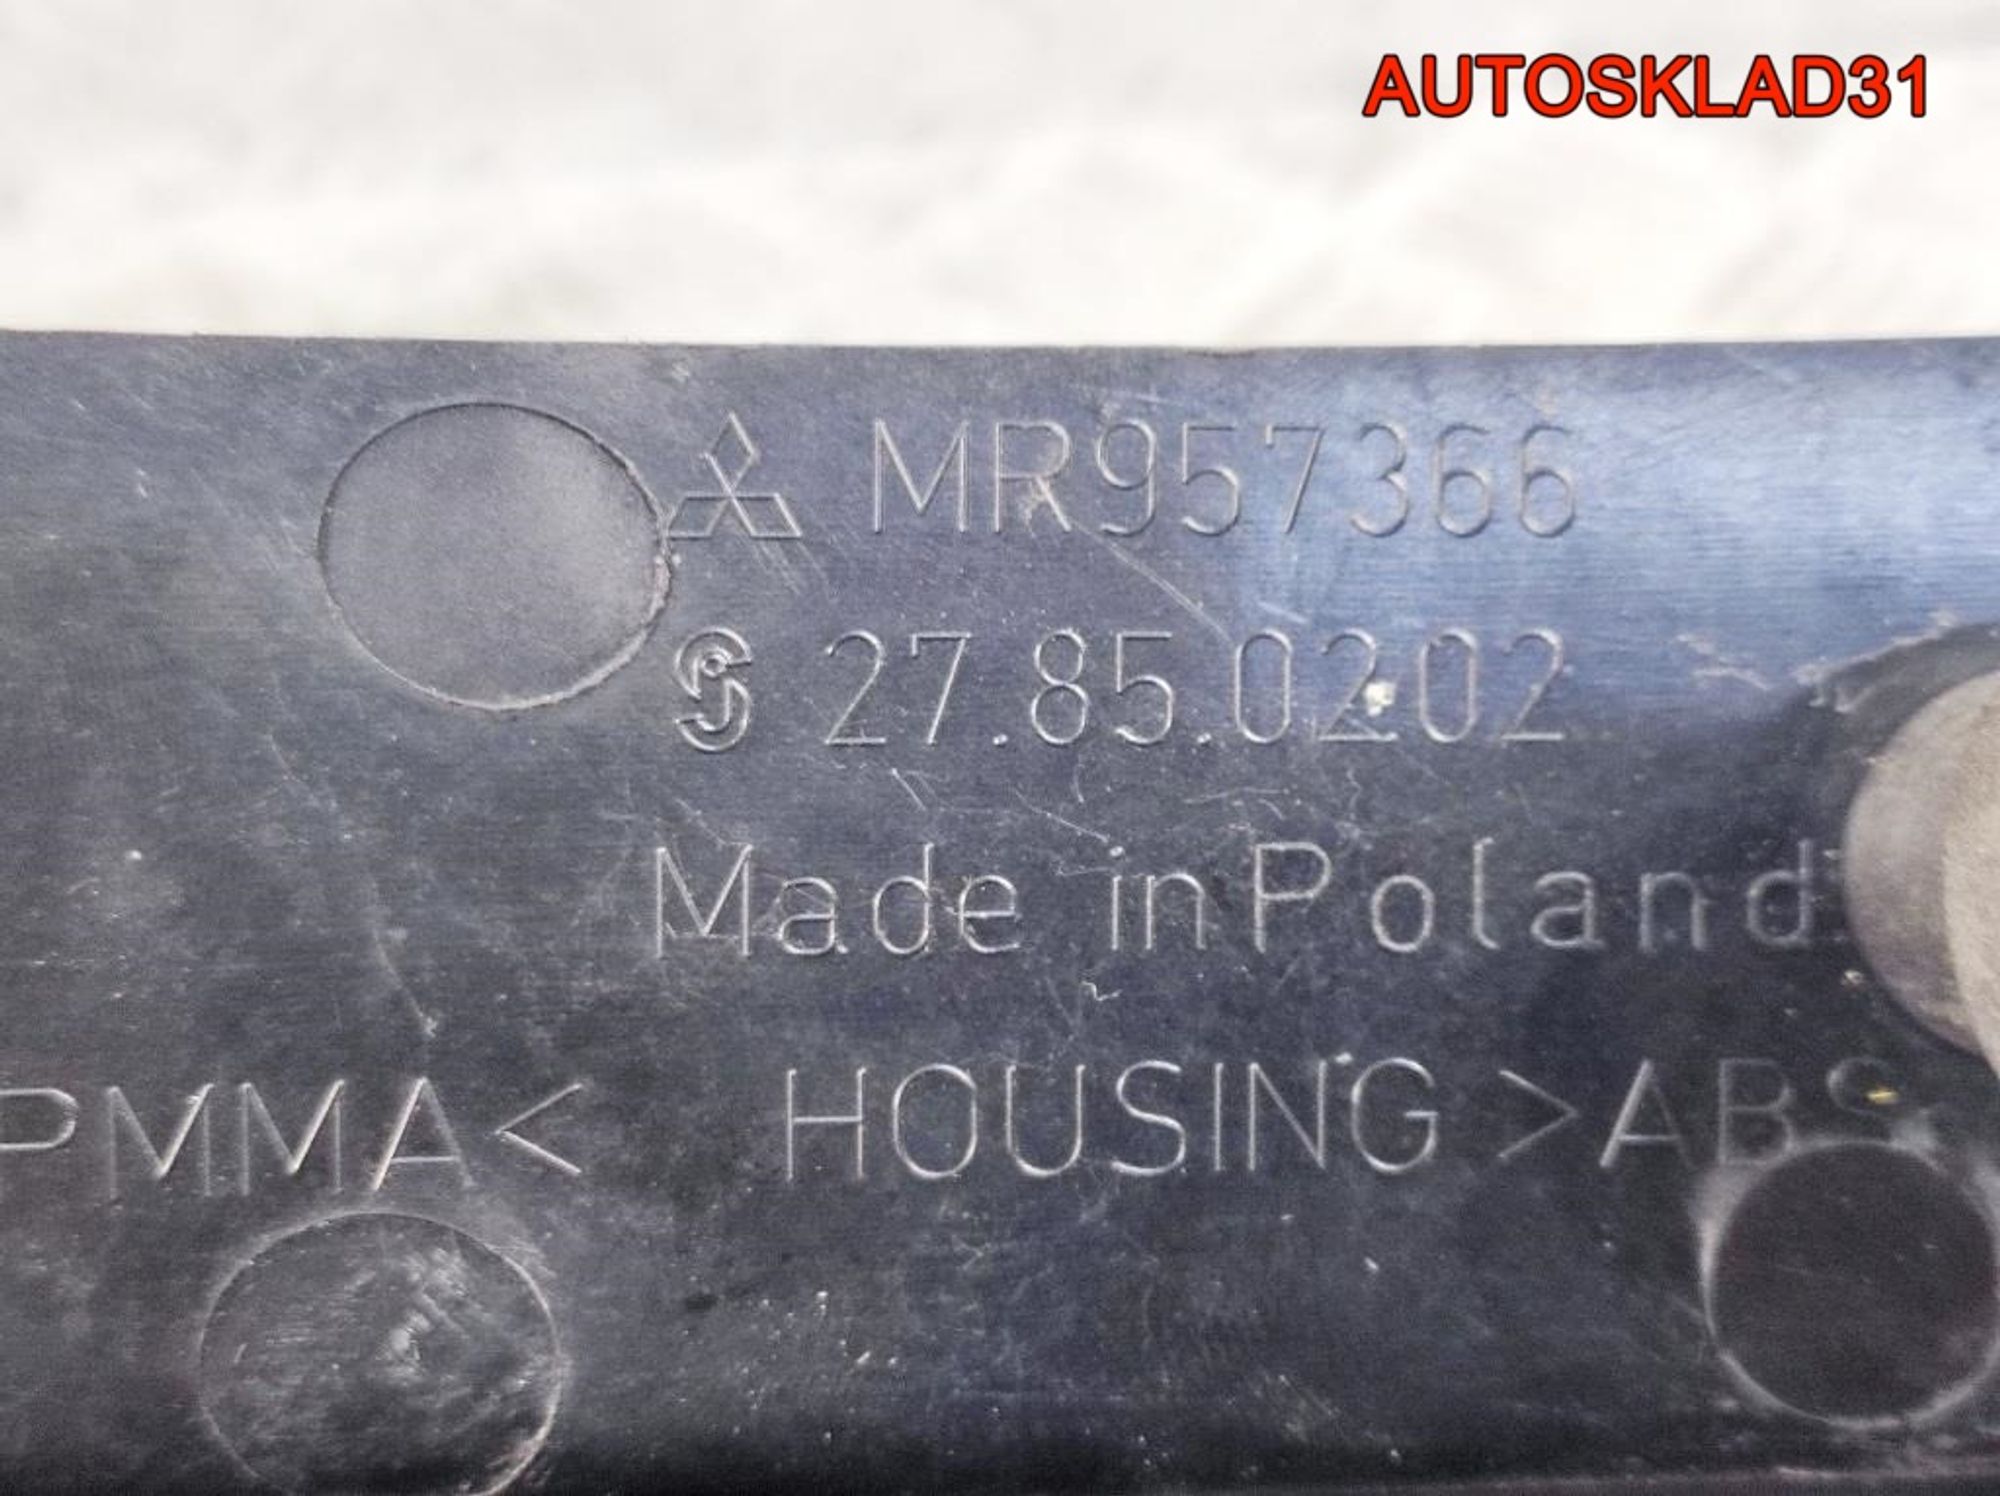 AUTOSKLAD31
MR957366
27.85.0202
Made in Poland
PMMA< HOUSING >ABS